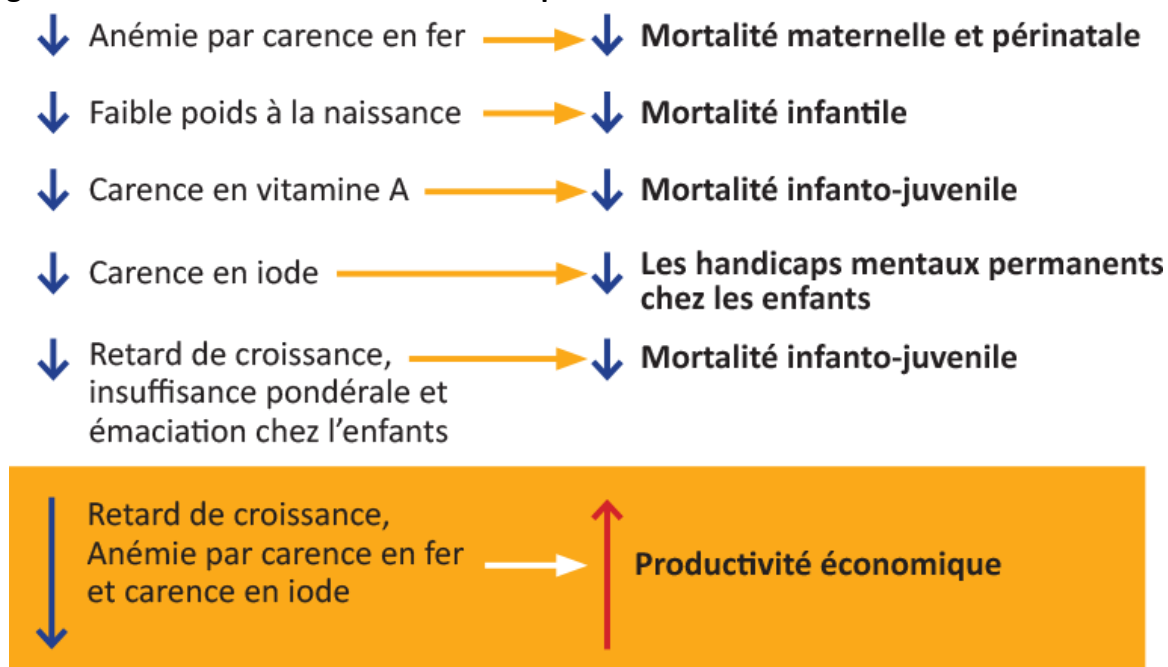 Anémie par carence en fer
Mortalité maternelle et périnatale
Faible poids à la naissance
Mortalité infantile
Carence en vitamine A
Mortalité infanto-juvenile
Carence en iode
Les handicaps mentaux permanents
chez les enfants
Retard de croissance,
insuffisance pondérale et
émaciation chez l'enfants
Mortalité infanto-juvenile
Retard de croissance,
Anémie par carence en fer
et carence en iode
Productivité économique